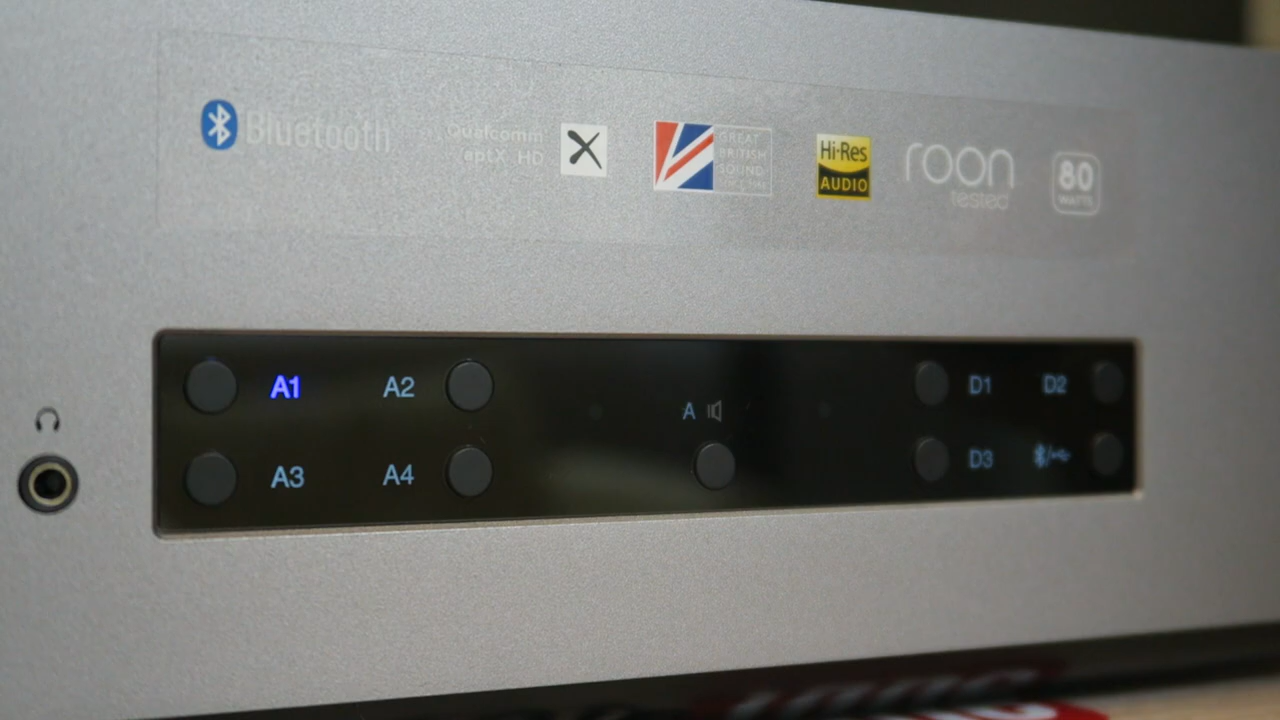 Bluetooth
Qualcomm
aptX HD
GREAT
BRITISH
SOUND
Hi-Res
AUDIO
roon
tested
80
WATTS
A1
A2
A
D1
D2
A3
A4
D3